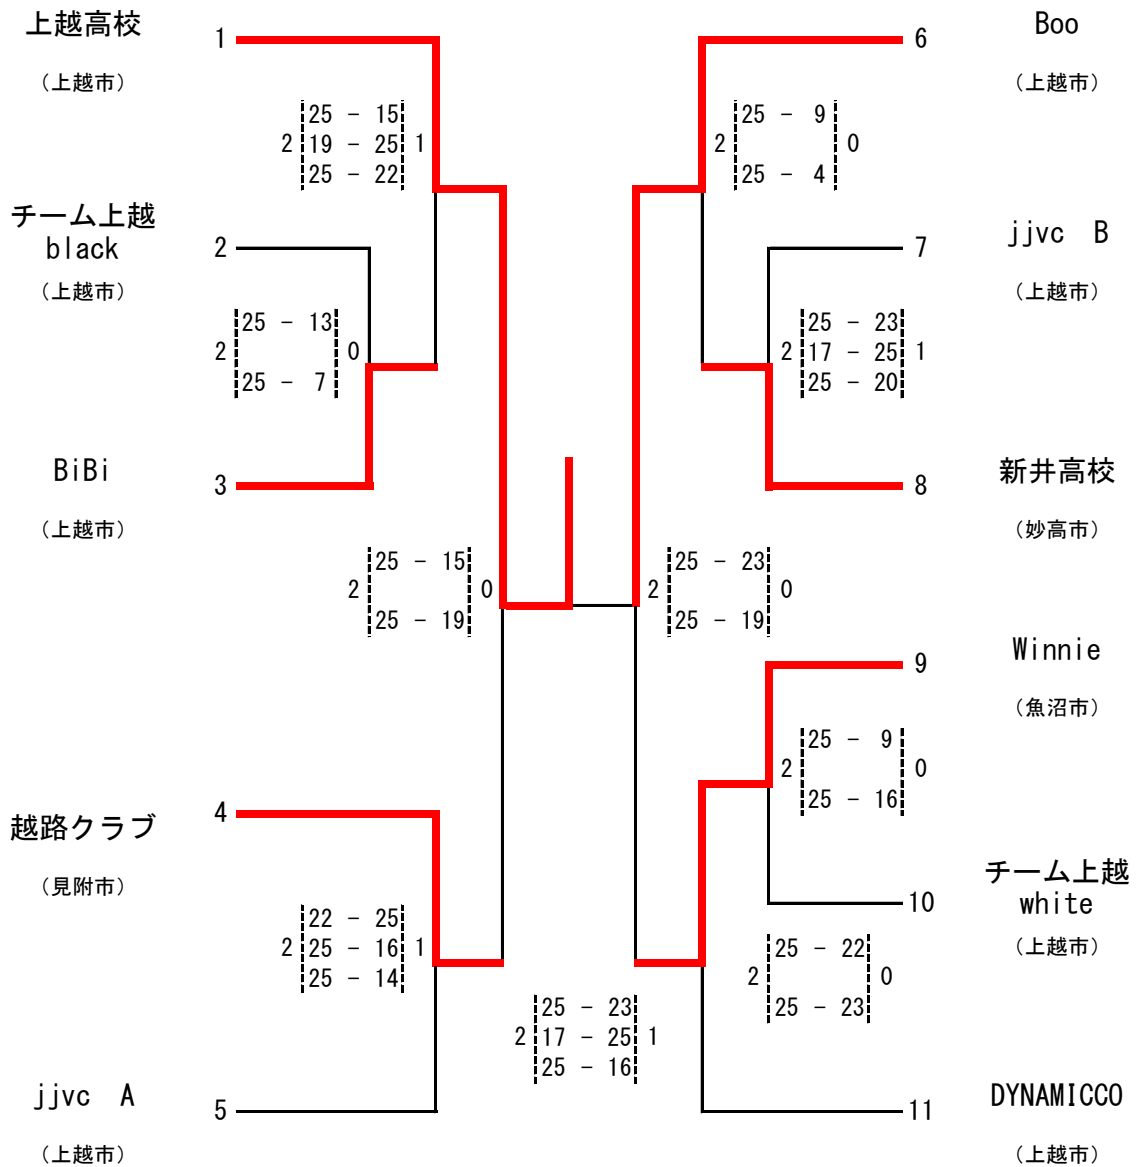 上越高校
1
（上越市）
25 － 15
2 19 － 25 1
25 － 22
チーム上越
black
2
（上越市）
25 － 13
2 0
25 － 7
BiBi
3
（上越市）
25 － 15
2 0
25 － 19
越路クラブ
4
（見附市）
22 － 25
2 25 － 16 1
25 － 14
jjvc A
5
（上越市）
25 － 23
2 17 － 25 1
25 － 16
Boo
6
（上越市）
25 － 9
2 0
25 － 4
jjvc B
7
（上越市）
25 － 23
2 17 － 25 1
25 － 20
新井高校
8
（妙高市）
25 － 23
2 0
25 － 19
Winnie
9
（魚沼市）
25 － 9
2 0
25 － 16
チーム上越
white
10
（上越市）
25 － 22
2 0
25 － 23
DYNAMICCO
11
（上越市）